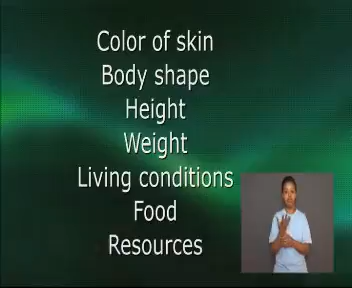 Color of skin
Body shape
Height
Weight
Living conditions
Food
Resources